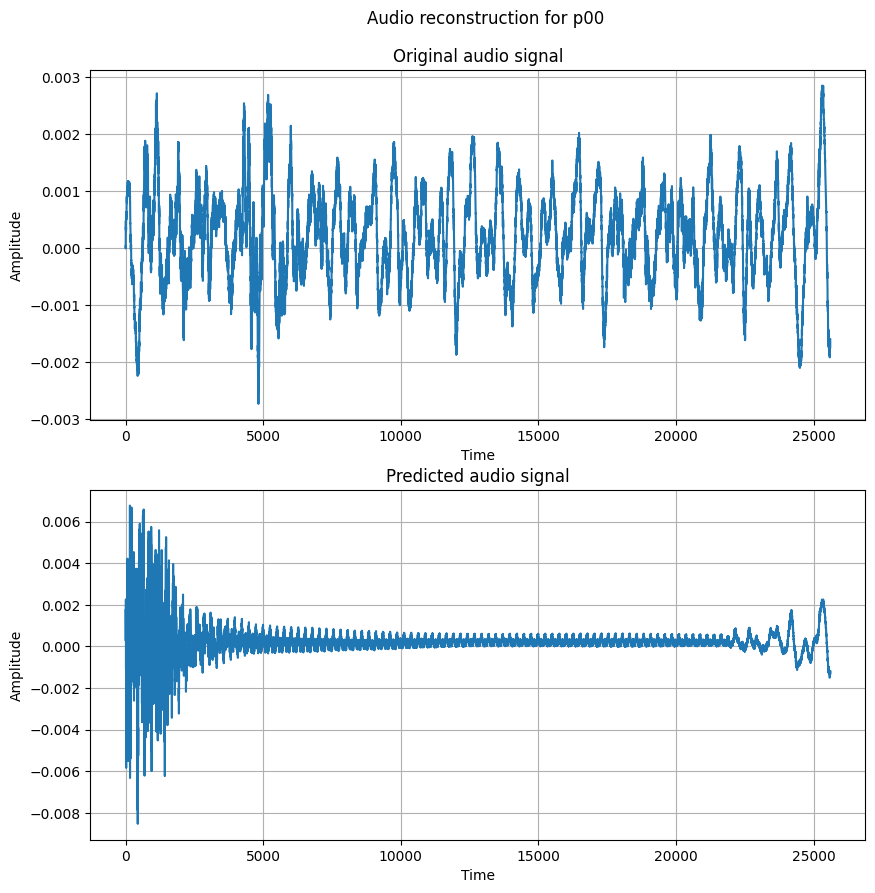 Audio reconstruction for p00
Original audio signal
0.003
0.002
0.001
0.000
−0.001
−0.002
−0.003
Amplitude
0 5000 10000 15000 20000 25000
Time
Predicted audio signal
0.006
0.004
0.002
0.000
−0.002
−0.004
−0.006
−0.008
Amplitude
0 5000 10000 15000 20000 25000
Time